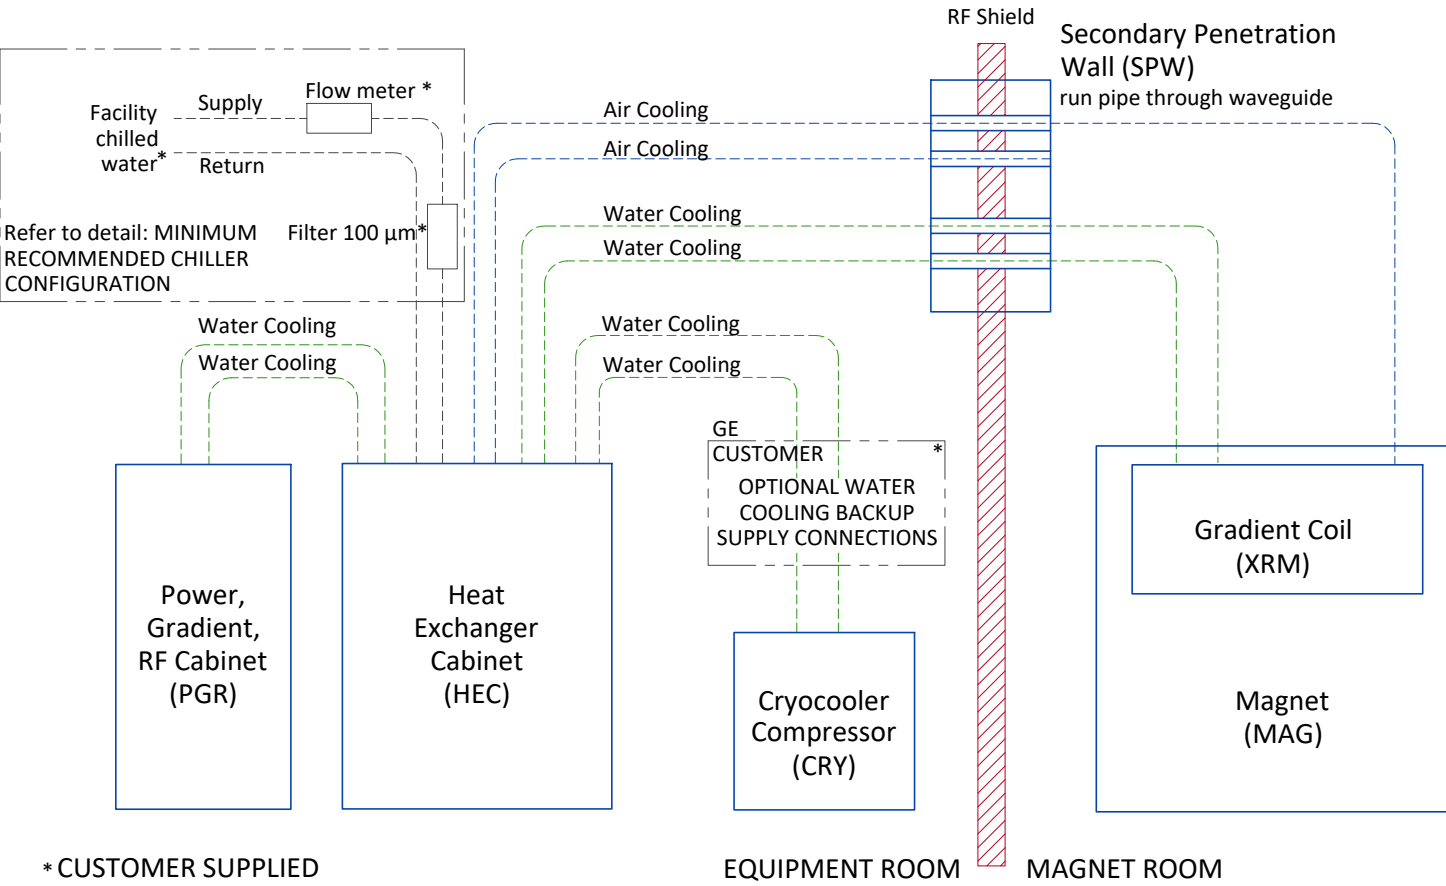 RF Shield
Secondary Penetration
Wall (SPW)
run pipe through waveguide
Flow meter *
Supply
Facility
chilled
water*
Return
Air Cooling
Air Cooling
Refer to detail: MINIMUM
RECOMMENDED CHILLER
CONFIGURATION
Filter 100 µm*
Water Cooling
Water Cooling
Water Cooling
Water Cooling
Water Cooling
Water Cooling
GE
CUSTOMER *
OPTIONAL WATER
COOLING BACKUP
SUPPLY CONNECTIONS
Power,
Gradient,
RF Cabinet
(PGR)
Heat
Exchanger
Cabinet
(HEC)
Cryocooler
Compressor
(CRY)
Gradient Coil
(XRM)
Magnet
(MAG)
* CUSTOMER SUPPLIED
EQUIPMENT ROOM
MAGNET ROOM